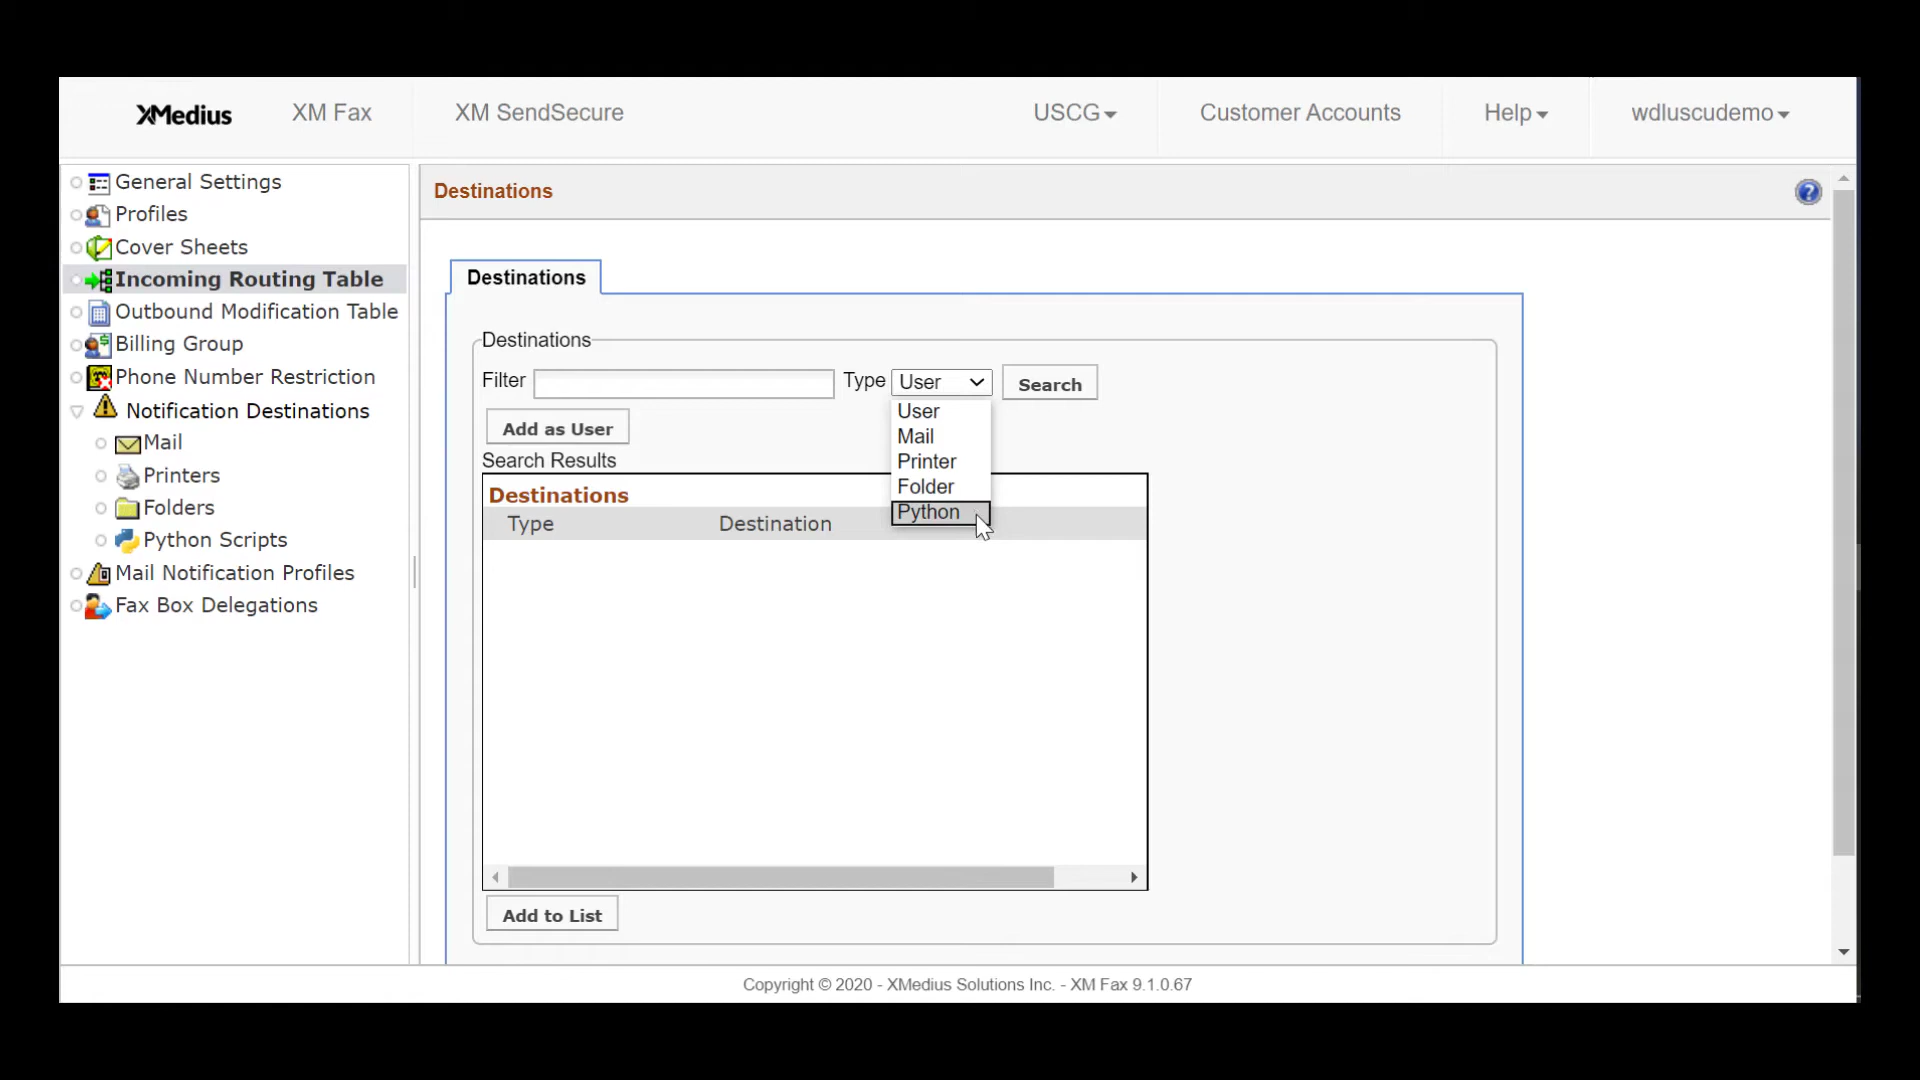 XMedius
XM Fax
XM SendSecure
USCG
Customer Accounts
Help
wdluscudemo
General Settings
Profiles
Cover Sheets
Incoming Routing Table
Outbound Modification Table
Billing Group
Phone Number Restriction
Notification Destinations
Mail
Printers
Folders
Python Scripts
Mail Notification Profiles
Fax Box Delegations
Destinations
?
Destinations
Destinations
Filter
Type
User
Search
User
Mail
Printer
Folder
Python
Add as User
Search Results
Destinations
Type
Destination
Add to List
Copyright © 2020 - XMedius Solutions Inc. - XM Fax 9.1.0.67